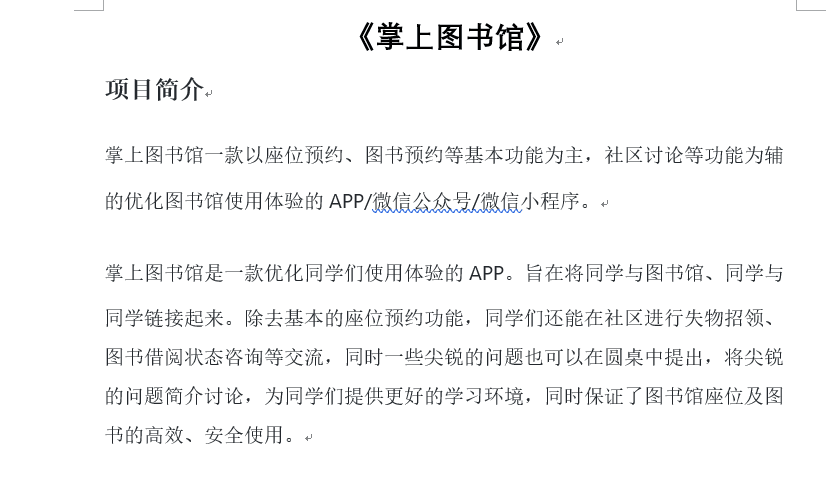 《掌上图书馆》
项目简介
掌上图书馆一款以座位预约、图书预约等基本功能为主，社区讨论等功能为辅
的优化图书馆使用体验的 APP/微信公众号/微信小程序。
掌上图书馆是一款优化同学们使用体验的 APP。旨在将同学与图书馆、同学与
同学链接起来。除去基本的座位预约功能，同学们还能在社区进行失物招领、
图书借阅状态咨询等交流，同时一些尖锐的问题也可以在圆桌中提出，将尖锐
的问题简介讨论，为同学们提供更好的学习环境，同时保证了图书馆座位及图
书的高效、安全使用。